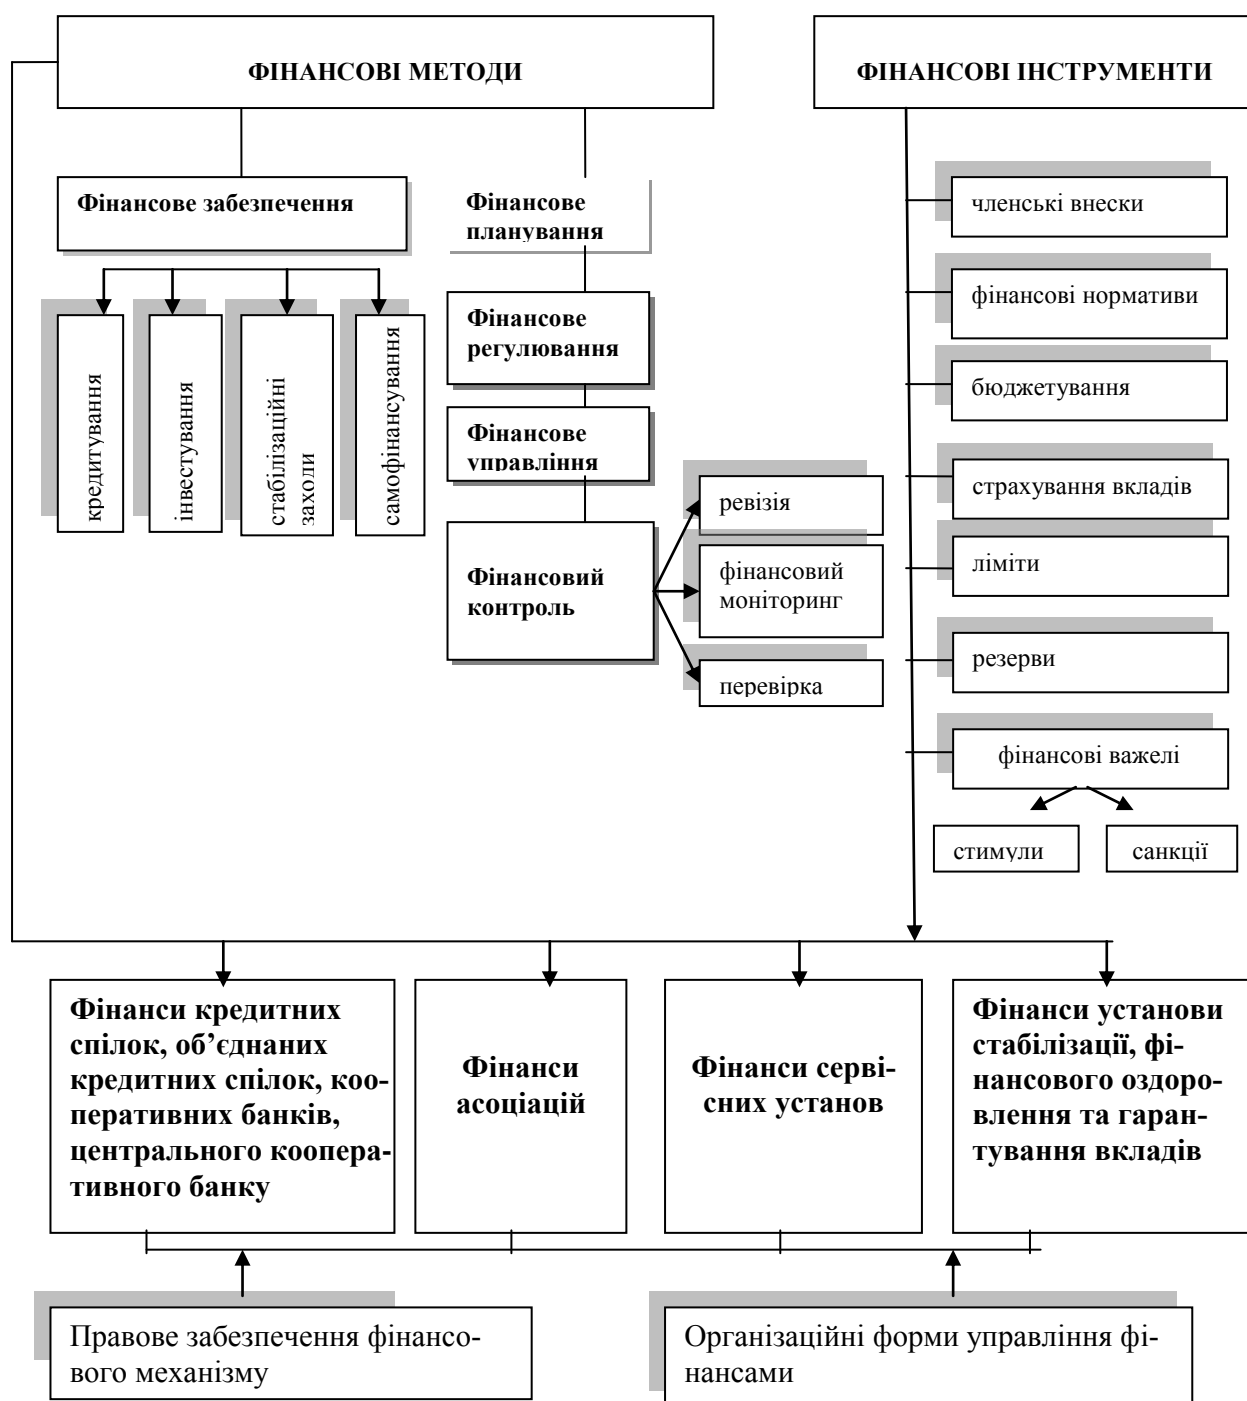 ФІНАНСОВІ МЕТОДИ
ФІНАНСОВІ ІНСТРУМЕНТИ
Фінансове забезпечення
Фінансове
планування
кредитування
інвестування
стабілізаційні
заходи
самофінансування
Фінансове
регулювання
Фінансове
управління
Фінансовий
контроль
ревізія
фінансовий
моніторинг
перевірка
членські внески
фінансові нормативи
бюджетування
страхування вкладів
ліміти
резерви
фінансові важелі
стимули
санкції
Фінанси кредитних
спілок, об’єднаних
кредитних спілок, коо-
перативних банків,
центрального коопера-
тивного банку
Фінанси
асоціацій
Фінанси серві-
сних установ
Фінанси установи
стабілізації, фі-
нансового оздоро-
влення та гаран-
тування вкладів
Правове забезпечення фінансо-
вого механізму
Організаційні форми управління фі-
нансами